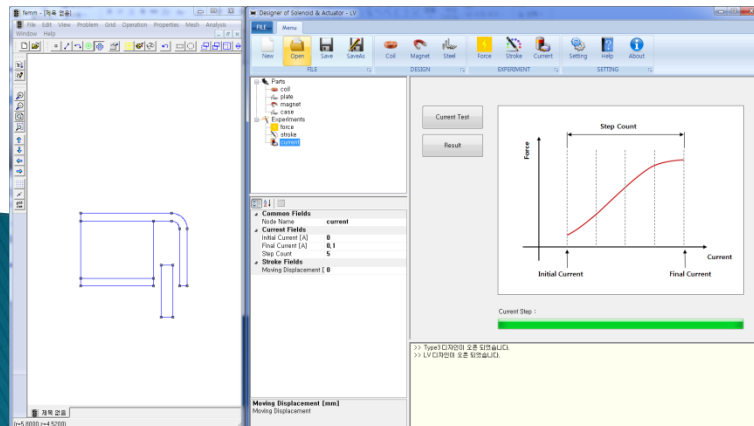 femm - [제목 없음]
File Edit View Problem Grid Operation Properties Mesh Analysis
Window Help
제목 없음
(r=5.8000,z=4.5200)
Designer of Solenoid & Actuator - LV
FILE Menu
New Open Save SaveAs Coil Magnet Steel Force Stroke Current Setting Help About
FILE DESIGN EXPERIMENT SETTING
Parts
coil
plate
magnet
case
Experiments
force
stroke
current
Common Fields
Node Name current
Current Fields
Initial Current [A] 0
Final Current [A] 0,1
Step Count 5
Stroke Fields
Moving Displacement [ 0
Moving Displacement [mm]
Moving Displacement
Current Test
Result
Step Count
Force
Current
Initial Current Final Current
Current Step :
>> Type3 디자인이 오픈 되었습니다.
>> LV 디자인이 오픈 되었습니다.